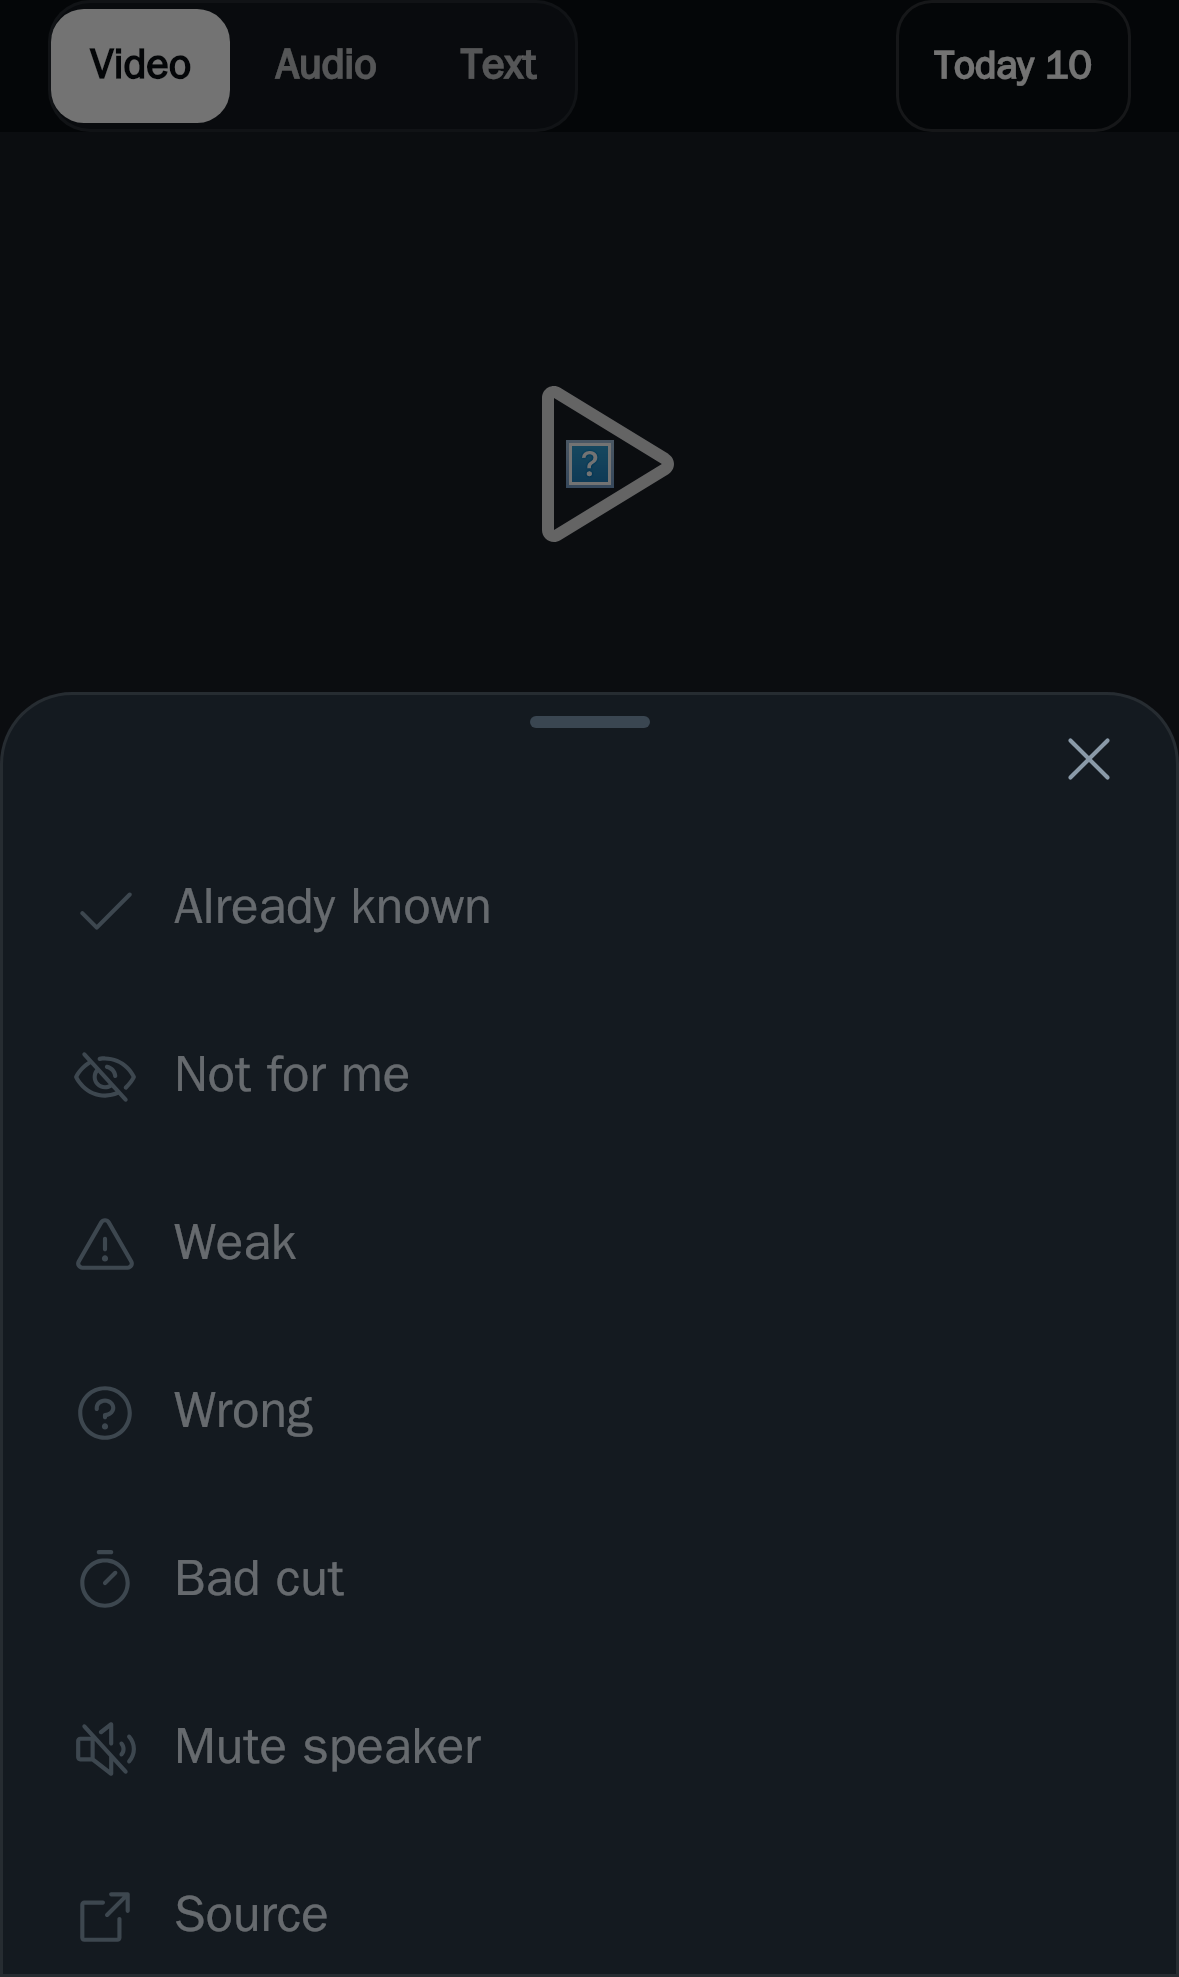 Video Audio Text Today 10
?
Already known
Not for me
Weak
Wrong
Bad cut
Mute speaker
Source